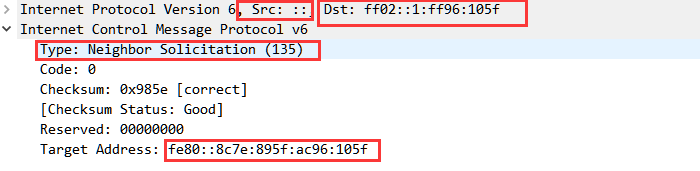 Internet Protocol Version 6, Src: ::, Dst: ff02::1:ff96:105f
Internet Control Message Protocol v6
Type: Neighbor Solicitation (135)
Code: 0
Checksum: 0x985e [correct]
[Checksum Status: Good]
Reserved: 00000000
Target Address: fe80::8c7e:895f:ac96:105f